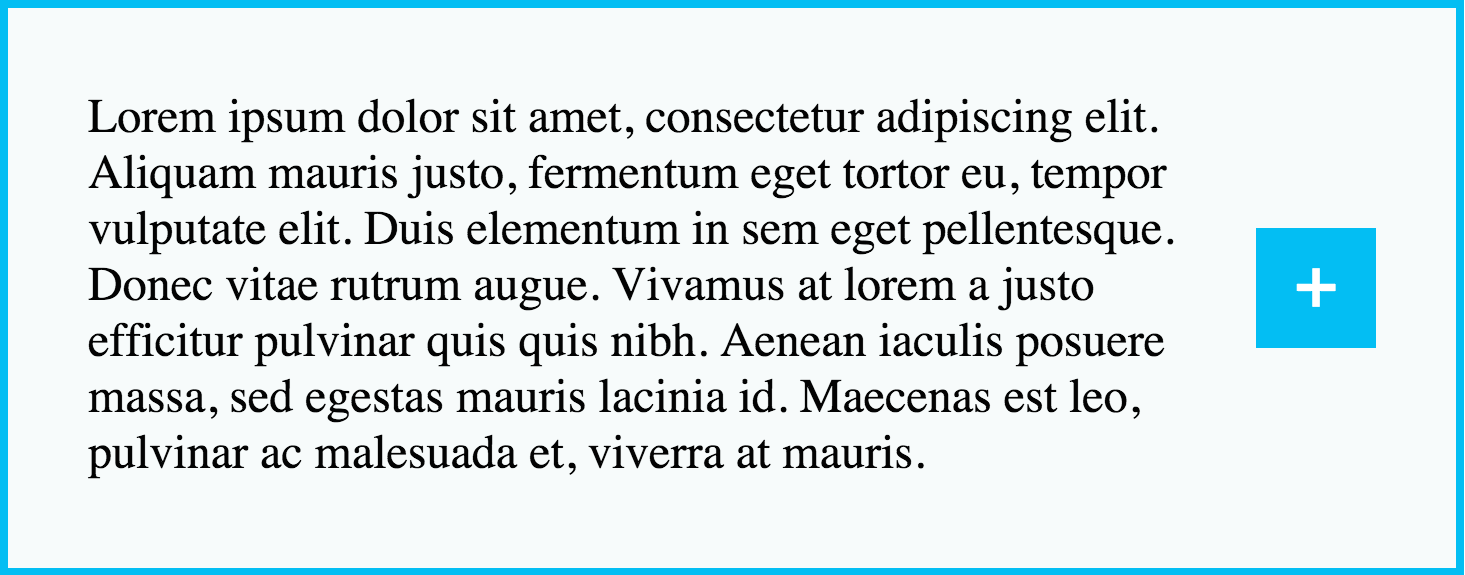 Lorem ipsum dolor sit amet, consectetur adipiscing elit.
Aliquam mauris justo, fermentum eget tortor eu, tempor
vulputate elit. Duis elementum in sem eget pellentesque.
Donec vitae rutrum augue. Vivamus at lorem a justo
efficitur pulvinar quis quis nibh. Aenean iaculis posuere
massa, sed egestas mauris lacinia id. Maecenas est leo,
pulvinar ac malesuada et, viverra at mauris.
+